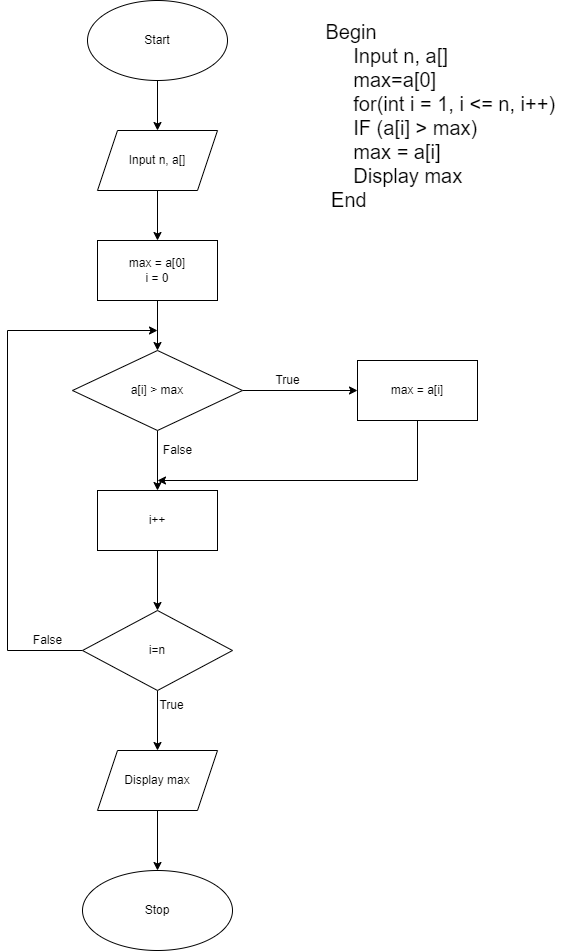 Start
Input n, a[]
max = a[0]
i = 0
a[i] > max
True
max = a[i]
False
i++
i=n
False
True
Display max
Stop
Begin
Input n, a[]
max=a[0]
for(int i = 1, i <= n, i++)
IF (a[i] > max)
max = a[i]
Display max
End